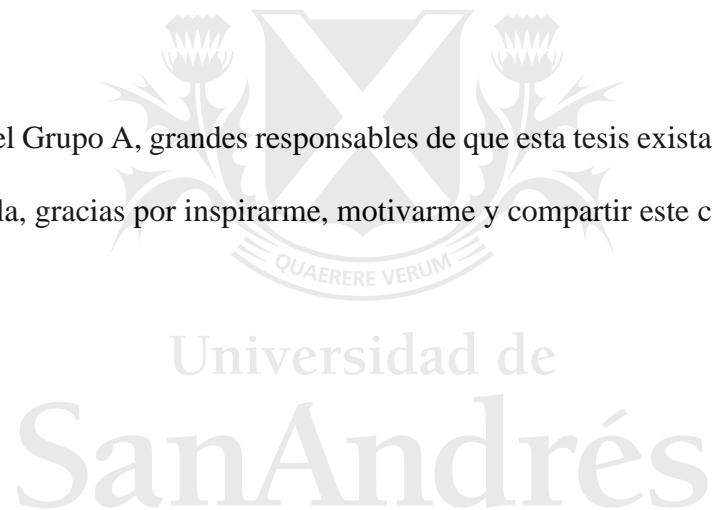 el Grupo A, grandes responsables de que esta tesis exista
la, gracias por inspirarme, motivarme y compartir este c
QUAERERE VERUM
Universidad de
SanAndrés